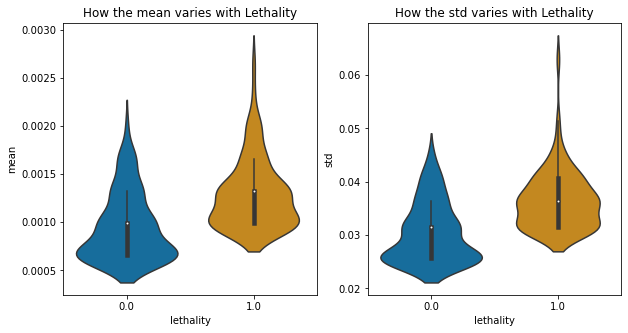 How the mean varies with Lethality
0.0030
0.0025
0.0020
0.0015
0.0010
0.0005
mean
0.0
1.0
lethality
How the std varies with Lethality
0.06
0.05
0.04
0.03
0.02
std
0.0
1.0
lethality